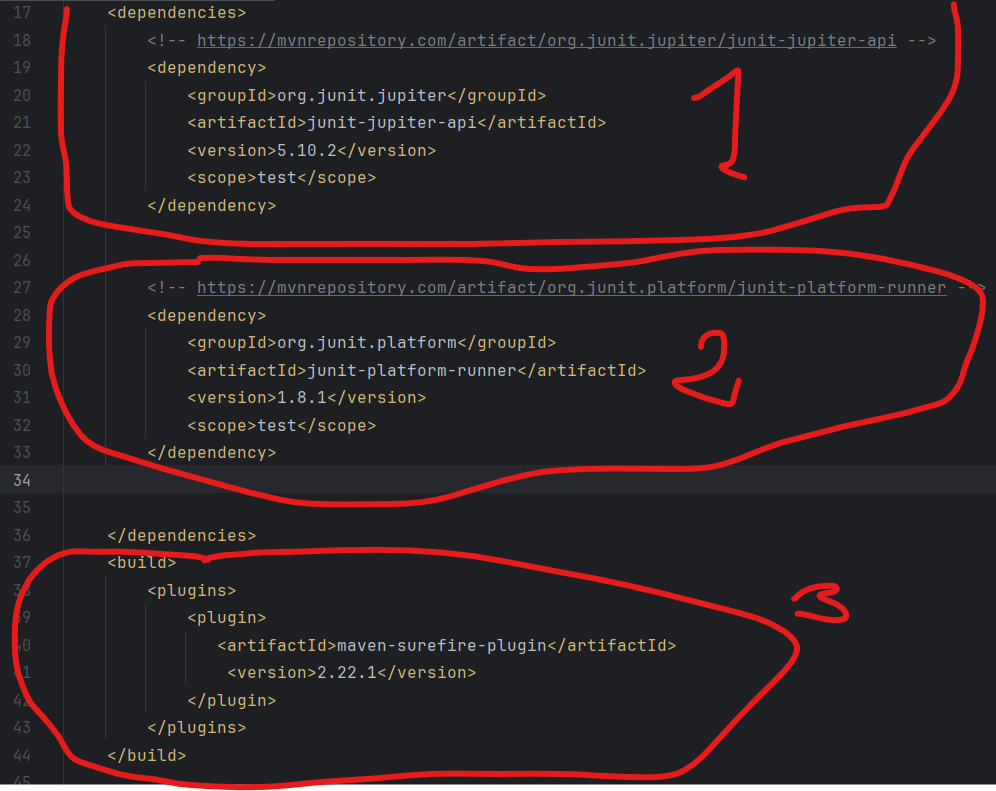 17 <dependencies>
18 <!-- https://mvnrepository.com/artifact/org.junit.jupiter/junit-jupiter-api -->
19 <dependency>
20 <groupId>org.junit.jupiter</groupId>
21 <artifactId>junit-jupiter-api</artifactId>
22 <version>5.10.2</version>
23 <scope>test</scope>
24 </dependency>
1
25
26
27 <!-- https://mvnrepository.com/artifact/org.junit.platform/junit-platform-runner -->
28 <dependency>
29 <groupId>org.junit.platform</groupId>
30 <artifactId>junit-platform-runner</artifactId>
31 <version>1.8.1</version>
32 <scope>test</scope>
33 </dependency>
2
34
35
36 </dependencies>
37 <build>
38 <plugins>
39 <plugin>
40 <artifactId>maven-surefire-plugin</artifactId>
41 <version>2.22.1</version>
42 </plugin>
43 </plugins>
44 </build>
3
45